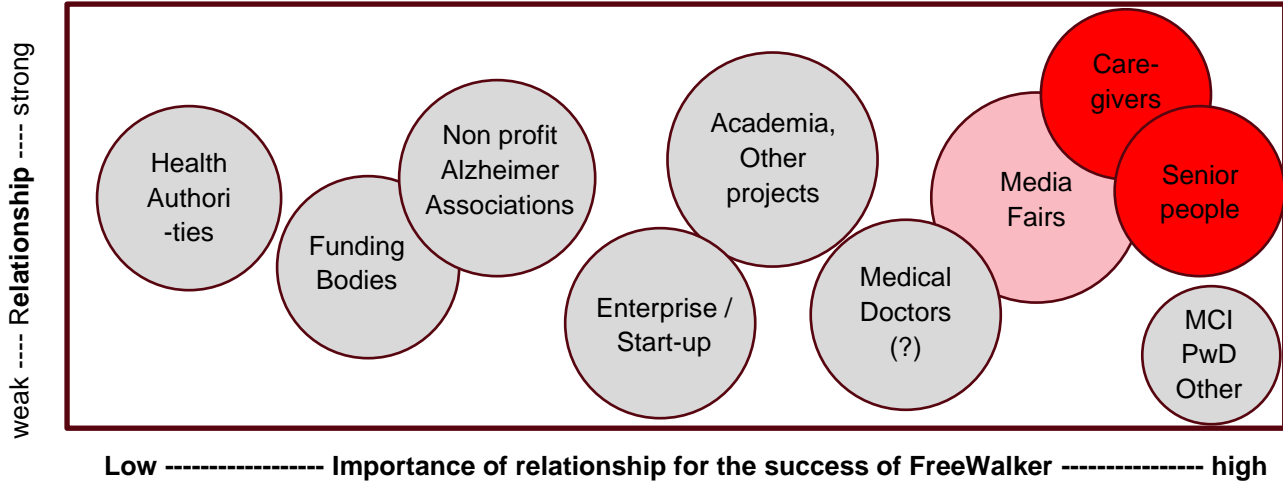 weak ---- Relationship ---- strong
Health
Authori
-ties
Funding
Bodies
Non profit
Alzheimer
Associations
Enterprise /
Start-up
Academia,
Other
projects
Medical
Doctors
(?)
Media
Fairs
Care-
givers
Senior
people
MCI
PwD
Other
Low ------------------ Importance of relationship for the success of FreeWalker ---------------- high